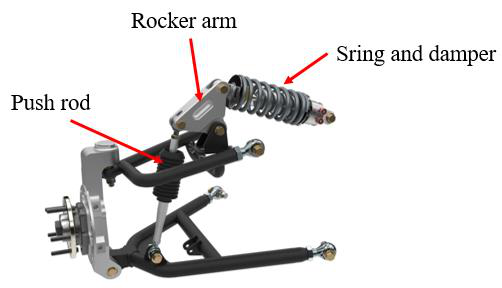 Rocker arm
Sring and damper
Push rod